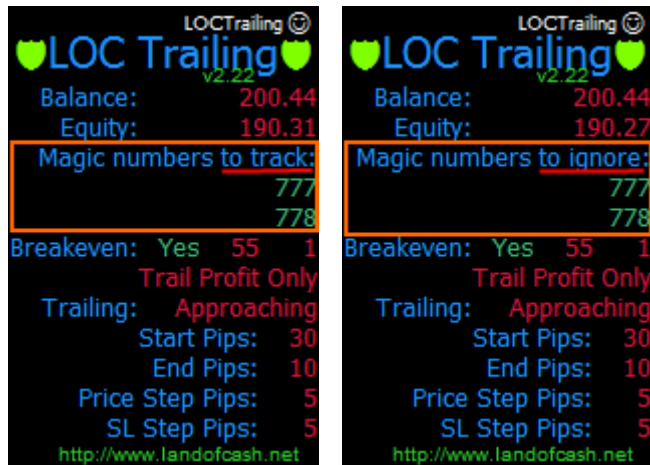 LOCTrailing ☺
LOC Trailing
v2.22
Balance: 200.44
Equity: 190.31
Magic numbers to track:
777
778
Breakeven: Yes 55 1
Trail Profit Only
Trailing: Approaching
Start Pips: 30
End Pips: 10
Price Step Pips: 5
SL Step Pips: 5
http://www.landofcash.net
LOCTrailing ☺
LOC Trailing
v2.22
Balance: 200.44
Equity: 190.27
Magic numbers to ignore:
777
778
Breakeven: Yes 55 1
Trail Profit Only
Trailing: Approaching
Start Pips: 30
End Pips: 10
Price Step Pips: 5
SL Step Pips: 5
http://www.landofcash.net